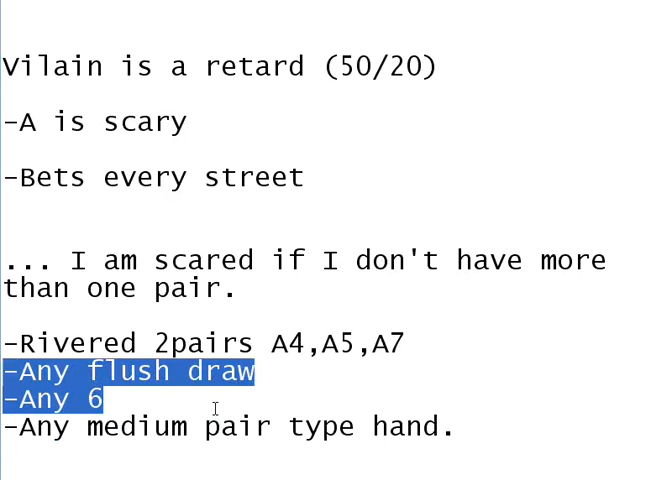 Vilain is a retard (50/20)
-A is scary
-Bets every street
... I am scared if I don't have more
than one pair.
-Rivered 2pairs A4,A5,A7
-Any flush draw
-Any 6
-Any medium pair type hand.